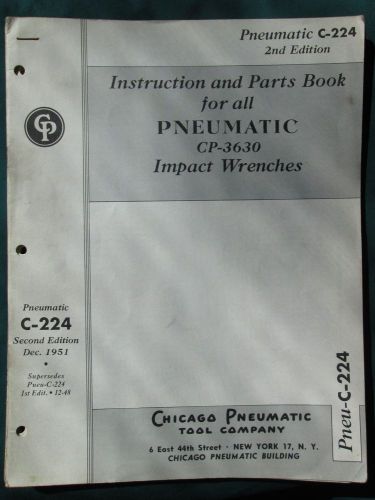 Pneumatic C-224
2nd Edition
Instruction and Parts Book
for all
PNEUMATIC
CP-3630
Impact Wrenches
CP
Pneumatic
C-224
Second Edition
Dec. 1951
•
Supersedes
Pneu-C-224
1st Edit. • 12-48
Pneu-C-224
CHICAGO PNEUMATIC
TOOL COMPANY
6 East 44th Street · NEW YORK 17, N. Y.
CHICAGO PNEUMATIC BUILDING